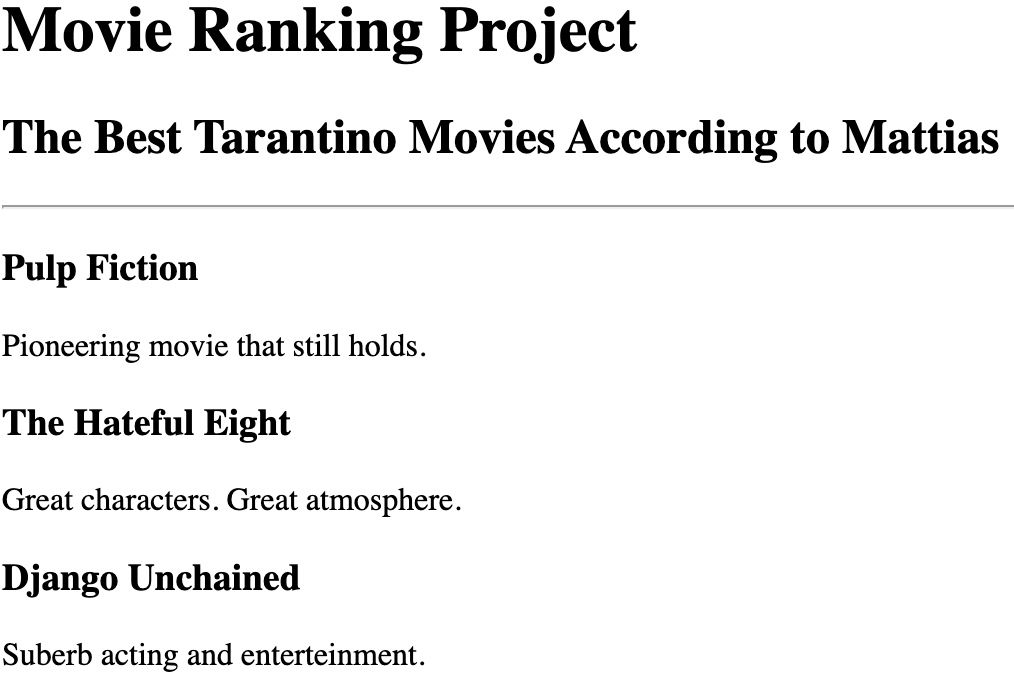 Movie Ranking Project
The Best Tarantino Movies According to Mattias
Pulp Fiction
Pioneering movie that still holds.
The Hateful Eight
Great characters. Great atmosphere.
Django Unchained
Suberb acting and enterteinment.